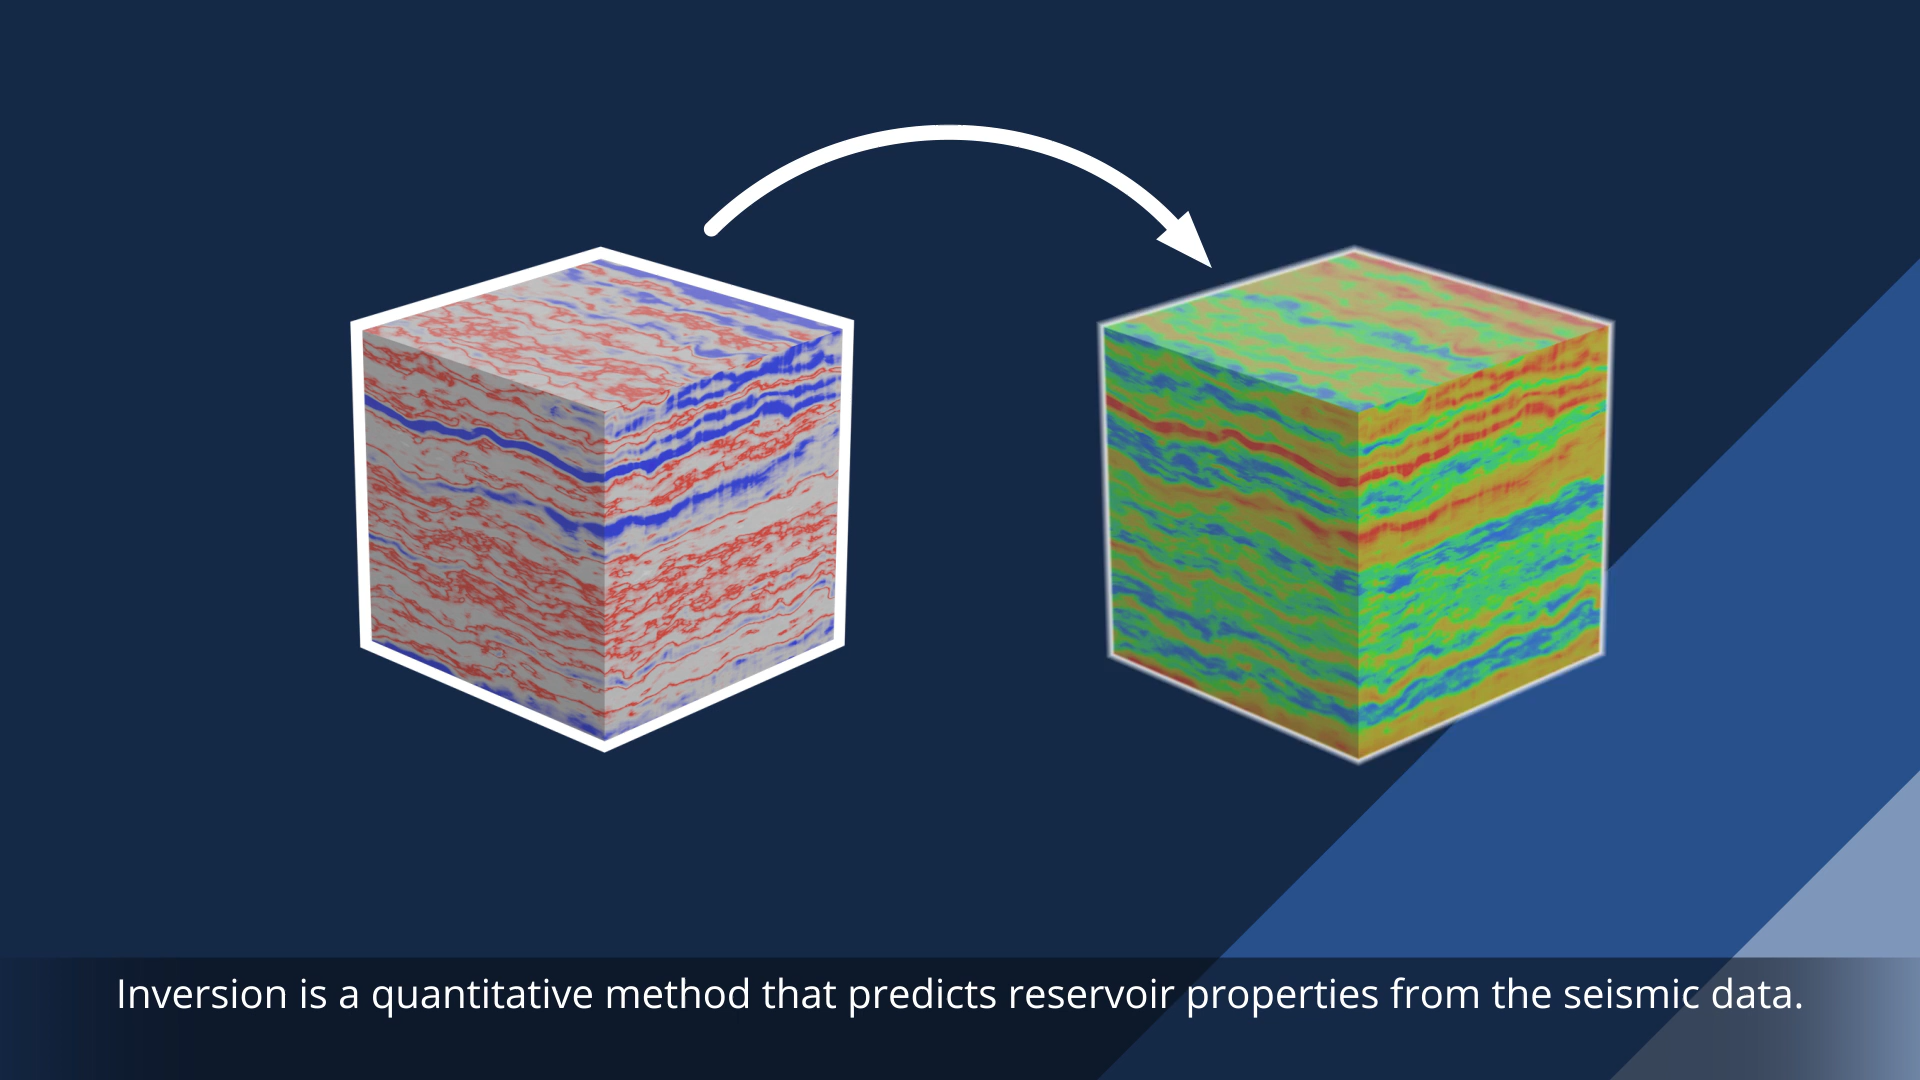 Inversion is a quantitative method that predicts reservoir properties from the seismic data.